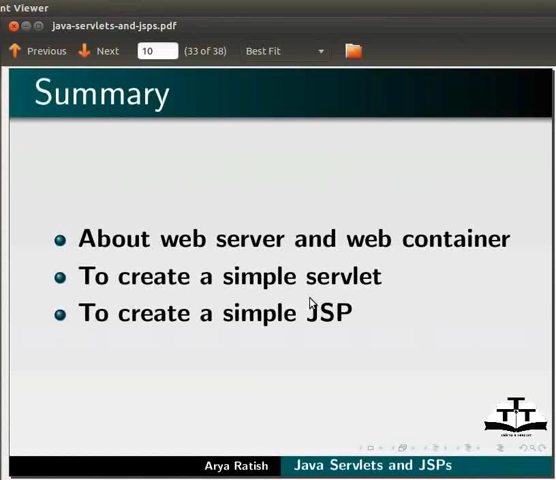 nt Viewer
java-servlets-and-jsps.pdf
Previous Next 10 (33 of 38) Best Fit
Summary
About web server and web container
To create a simple servlet
To create a simple JSP
Arya Ratish Java Servlets and JSPs